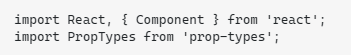 import React, { Component } from 'react';
import PropTypes from 'prop-types';